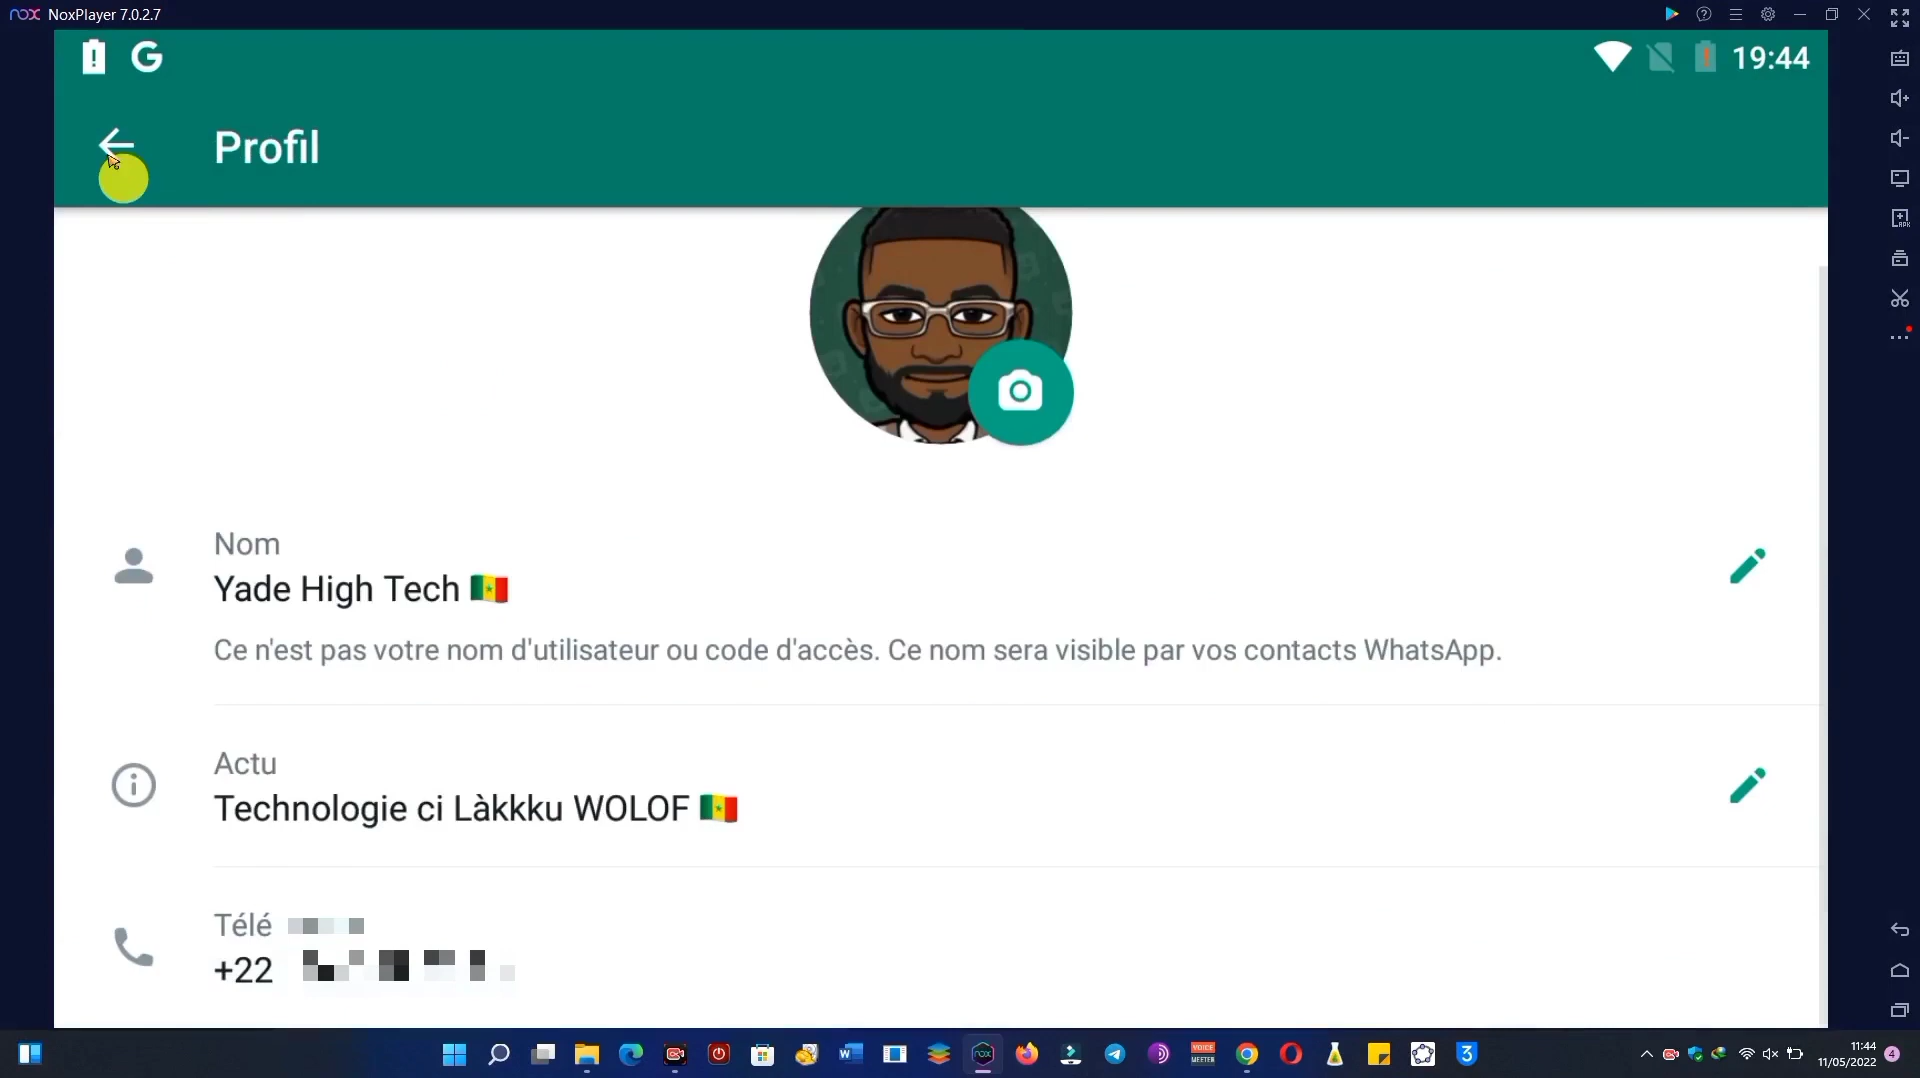 nox NoxPlayer 7.0.2.7
19:44
Profil
Nom
Yade High Tech 🇸🇳
Ce n'est pas votre nom d'utilisateur ou code d'accès. Ce nom sera visible par vos contacts WhatsApp.
Actu
Technologie ci Làkkku WOLOF 🇸🇳
Télé
+22
11:44
11/05/2022
4